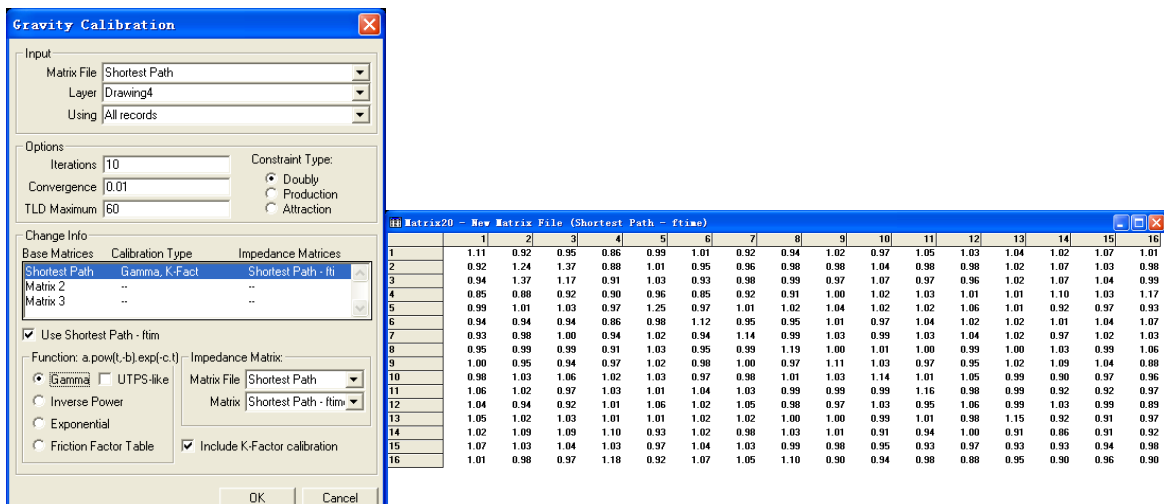 Gravity Calibration
Input
Matrix File Shortest Path
Layer Drawing4
Using All records
Options
Iterations 10
Convergence 0.01
TLD Maximum 60
Constraint Type:
Doubly
Production
Attraction
Change Info
Base Matrices Calibration Type Impedance Matrices
Shortest Path Gamma, K-Fact Shortest Path - fti
Matrix 2 -- --
Matrix 3 -- --
Use Shortest Path - ftim
Function: a.pow(t,-b).exp(-c.t)
Gamma UTPS-like
Inverse Power
Exponential
Friction Factor Table
Impedance Matrix:
Matrix File Shortest Path
Matrix Shortest Path - ftim
Include K-Factor calibration
OK Cancel
Matrix20 - New Matrix File (Shortest Path - ftime)
1 2 3 4 5 6 7 8 9 10 11 12 13 14 15 16
1 1.11 0.92 0.95 0.86 0.99 1.01 0.92 0.94 1.02 0.97 1.05 1.03 1.04 1.02 1.07 1.01
2 0.92 1.24 1.37 0.88 1.01 0.95 0.96 0.98 0.98 1.04 0.98 0.98 1.02 1.07 1.03 0.98
3 0.94 1.37 1.17 0.91 1.03 0.93 0.98 0.99 0.97 1.07 0.97 0.96 1.02 1.07 1.04 0.99
4 0.85 0.88 0.92 0.90 0.96 0.85 0.92 0.91 1.00 1.02 1.03 1.01 1.01 1.10 1.03 1.17
5 0.99 1.01 1.03 0.97 1.25 0.97 1.01 1.02 1.04 1.02 1.02 1.06 1.01 0.92 0.97 0.93
6 0.94 0.94 0.94 0.86 0.98 1.12 0.95 0.95 1.01 0.97 1.04 1.02 1.02 1.01 1.04 1.07
7 0.93 0.98 1.00 0.94 1.02 0.94 1.14 0.99 1.03 0.99 1.03 1.04 1.02 0.97 1.02 1.03
8 0.95 0.99 0.99 0.91 1.03 0.95 0.99 1.19 1.00 1.01 1.00 0.99 1.00 1.03 0.99 1.06
9 1.00 0.95 0.94 0.97 1.02 0.98 1.00 0.97 1.11 1.03 0.97 0.95 1.02 1.09 1.04 0.88
10 0.98 1.03 1.06 1.02 1.03 0.97 0.98 1.01 1.03 1.14 1.01 1.05 0.99 0.90 0.97 0.96
11 1.06 1.02 0.97 1.03 1.01 1.04 1.03 0.99 0.99 0.99 1.16 0.98 0.99 0.92 0.92 0.97
12 1.04 0.94 0.92 1.01 1.06 1.02 1.05 0.98 0.97 1.03 0.95 1.06 0.99 1.03 0.99 0.89
13 1.05 1.02 1.03 1.01 1.01 1.02 1.02 1.00 1.00 0.99 1.01 0.98 1.15 0.92 0.91 0.97
14 1.02 1.09 1.09 1.10 0.93 1.02 0.98 1.03 1.01 0.91 0.94 1.00 0.91 0.86 0.91 0.92
15 1.07 1.03 1.04 1.03 0.97 1.04 1.03 0.99 0.98 0.95 0.93 0.97 0.93 0.93 0.94 0.98
16 1.01 0.98 0.97 1.18 0.92 1.07 1.05 1.10 0.90 0.94 0.98 0.88 0.95 0.90 0.96 0.90